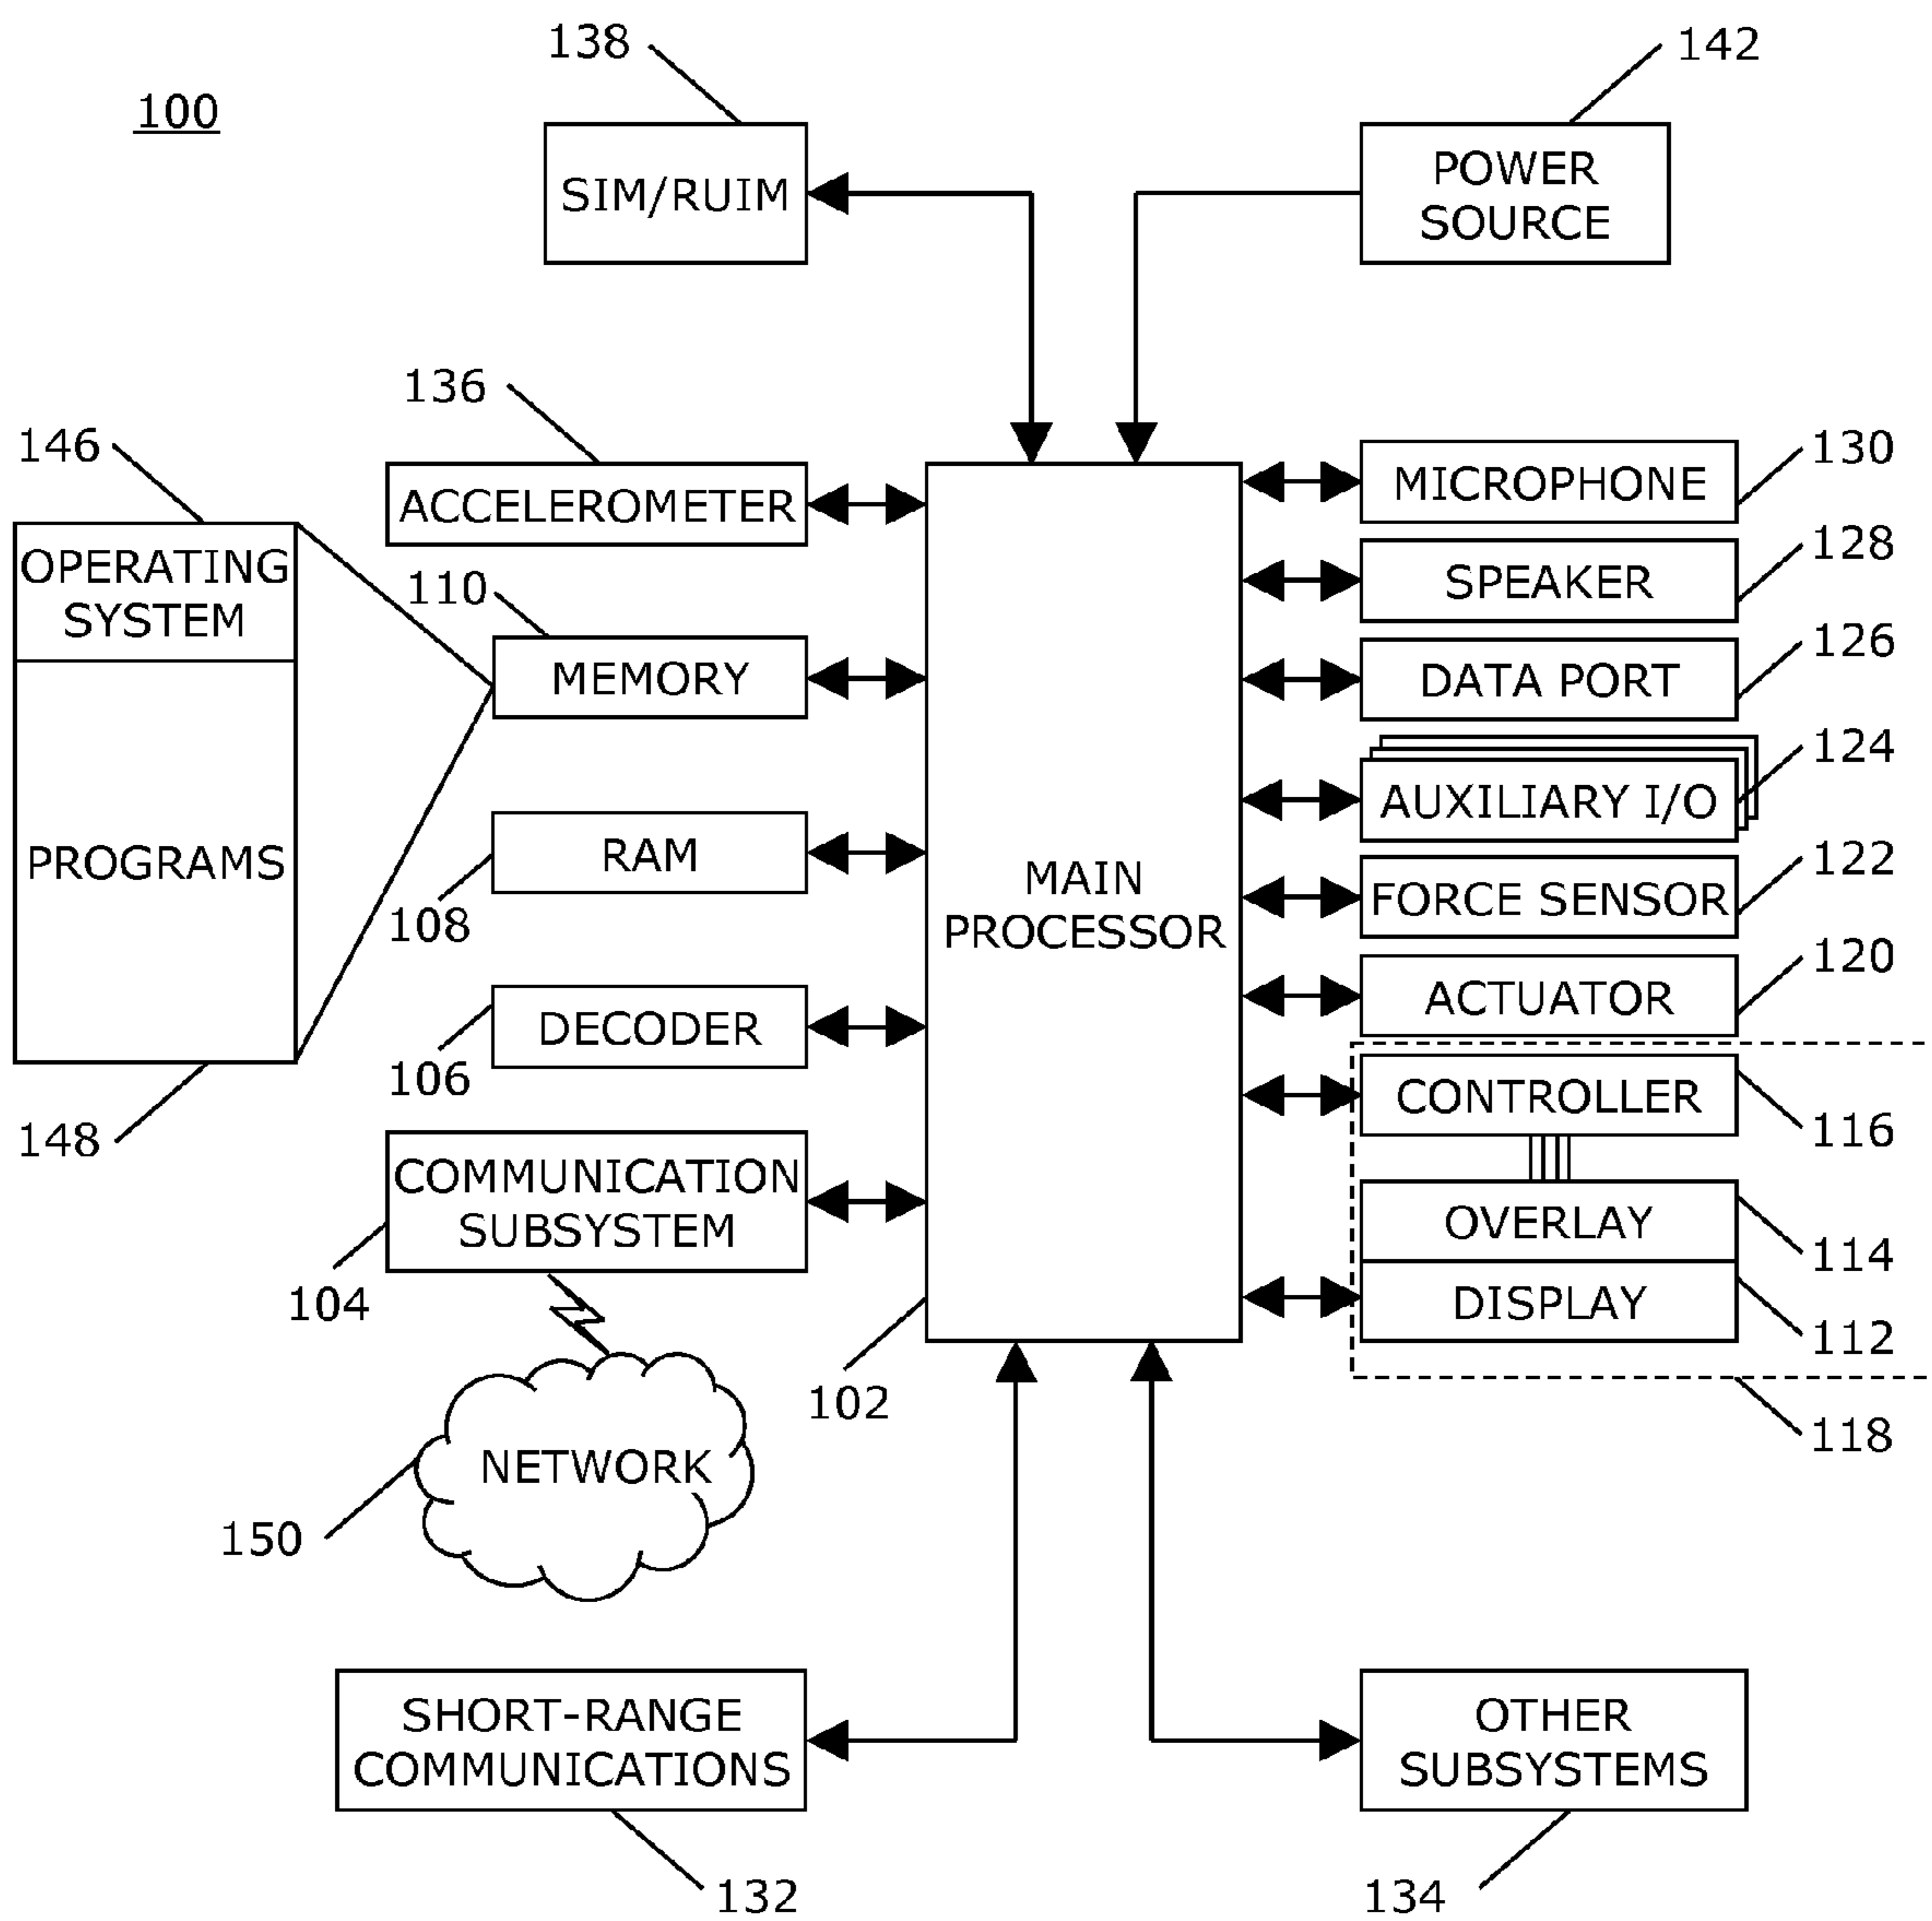 138
142
100
SIM/RUIM
POWER
SOURCE
136
146
130
ACCELEROMETER
MICROPHONE
128
OPERATING
SYSTEM
110
SPEAKER
126
MEMORY
DATA PORT
124
AUXILIARY I/O
PROGRAMS
RAM
122
MAIN
PROCESSOR
FORCE SENSOR
108
120
ACTUATOR
DECODER
106
CONTROLLER
116
148
COMMUNICATION
SUBSYSTEM
OVERLAY
114
104
DISPLAY
112
102
118
NETWORK
150
SHORT-RANGE
COMMUNICATIONS
OTHER
SUBSYSTEMS
132
134